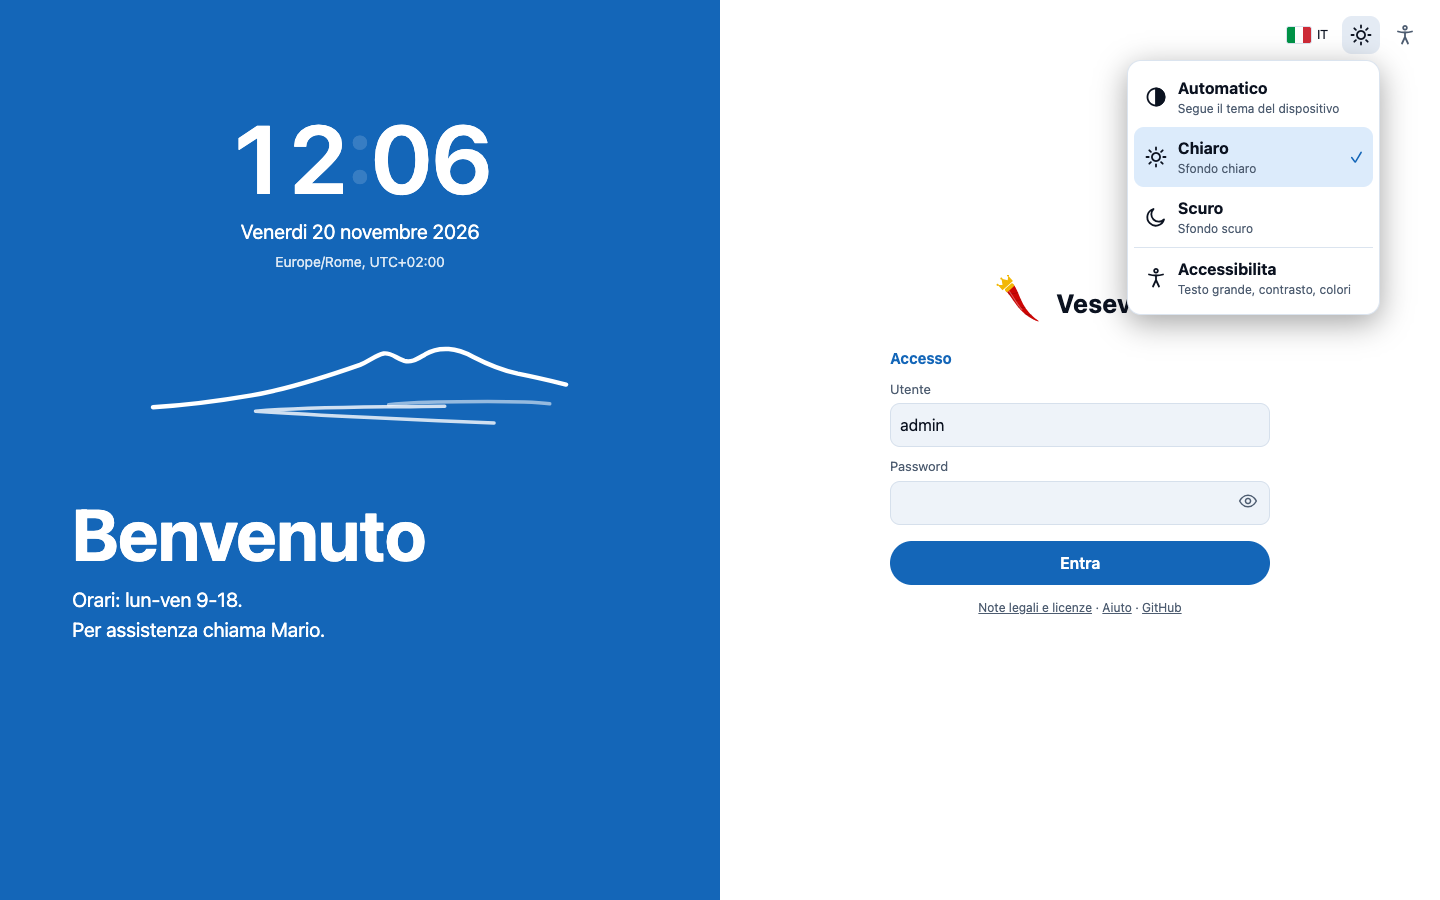 12:06
Venerdi 20 novembre 2026
Europe/Rome, UTC+02:00
Benvenuto
Orari: lun-ven 9-18.
Per assistenza chiama Mario.
IT
Automatico
Segue il tema del dispositivo
Chiaro
Sfondo chiaro
Scuro
Sfondo scuro
Accessibilita
Testo grande, contrasto, colori
Accesso
Utente
admin
Password
Entra
Note legali e licenze · Aiuto · GitHub